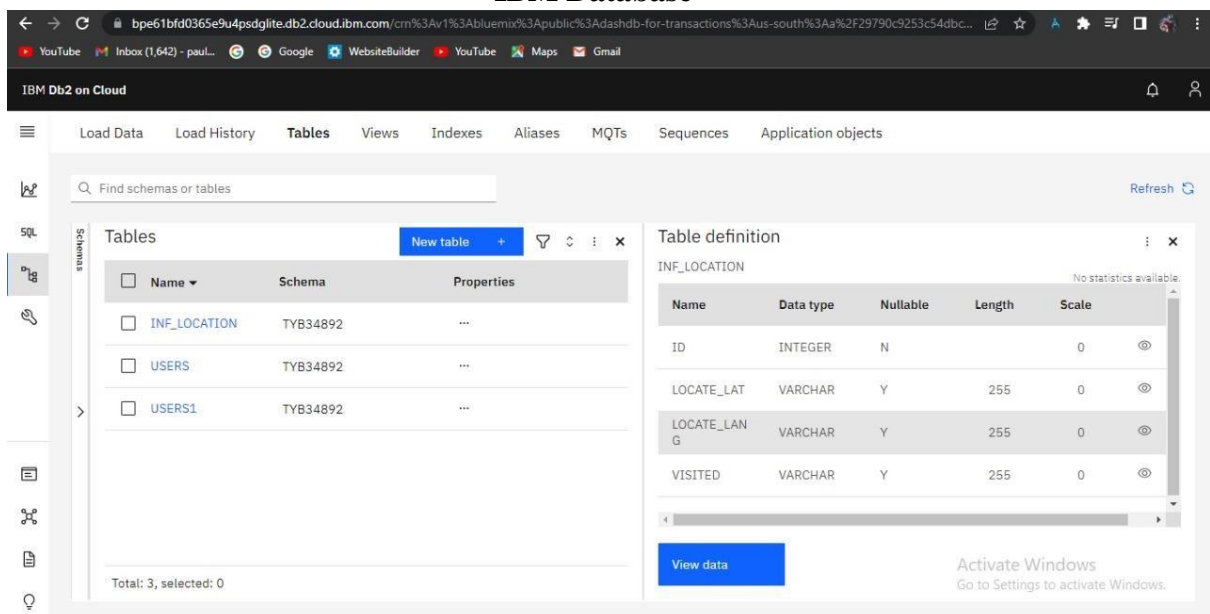 IBM Database
bpe61bfd0365e9u4psdglite.db2.cloud.ibm.com/crn%3Av1%3Abluemix%3Apublic%3Adashdb-for-transactions%3Aus-south%3Aa%2F29790c9253c54dbc...
YouTube Inbox (1,642) - paul... Google WebsiteBuilder YouTube Maps Gmail
IBM Db2 on Cloud
Load Data Load History Tables Views Indexes Aliases MQTs Sequences Application objects
Find schemas or tables Refresh
SQL
Schemas
Tables New table +
Name Schema Properties
INF_LOCATION TYB34892 ...
USERS TYB34892 ...
USERS1 TYB34892 ...
Total: 3, selected: 0
Table definition
INF_LOCATION
No statistics available.
Name Data type Nullable Length Scale
ID INTEGER N 0
LOCATE_LAT VARCHAR Y 255 0
LOCATE_LAN
G VARCHAR Y 255 0
VISITED VARCHAR Y 255 0
View data
Activate Windows
Go to Settings to activate Windows.